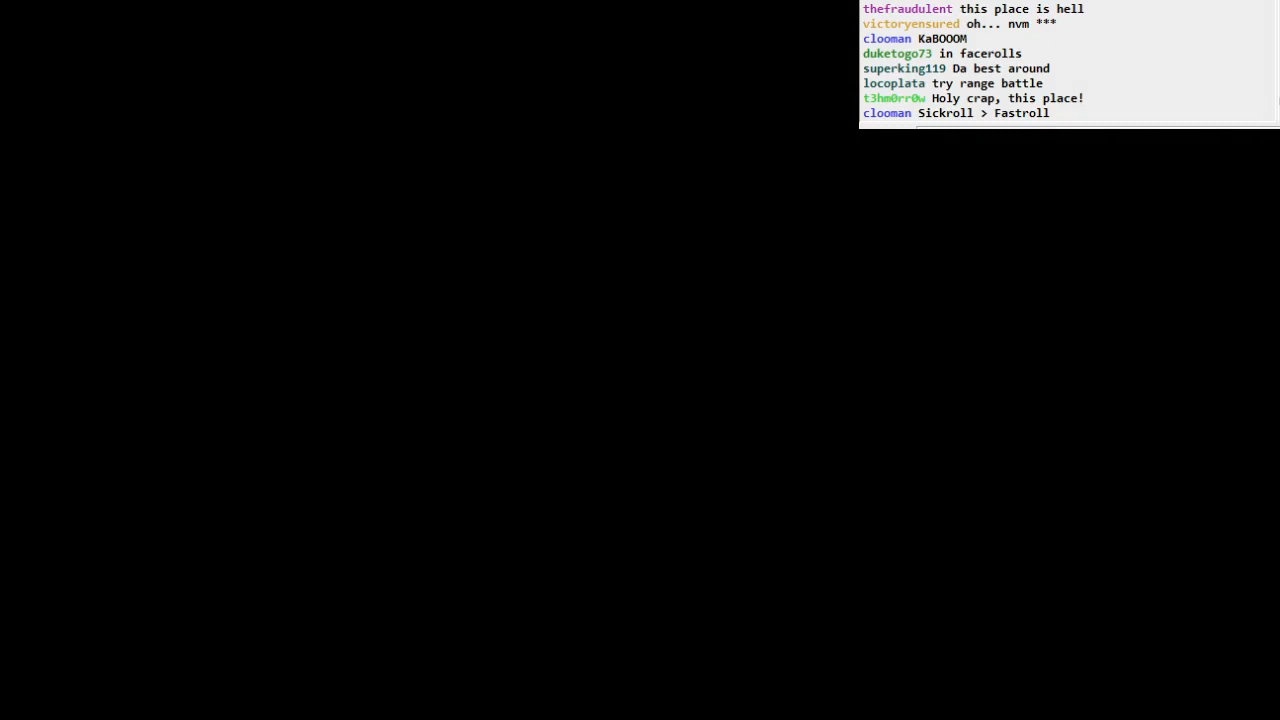 thefraudulent this place is hell
victoryensured oh... nvm ***
clooman KaBOOOM
duketogo73 in facerolls
superking119 Da best around
locoplata try range battle
t3hm0rr0w Holy crap, this place!
clooman Sickroll > Fastroll